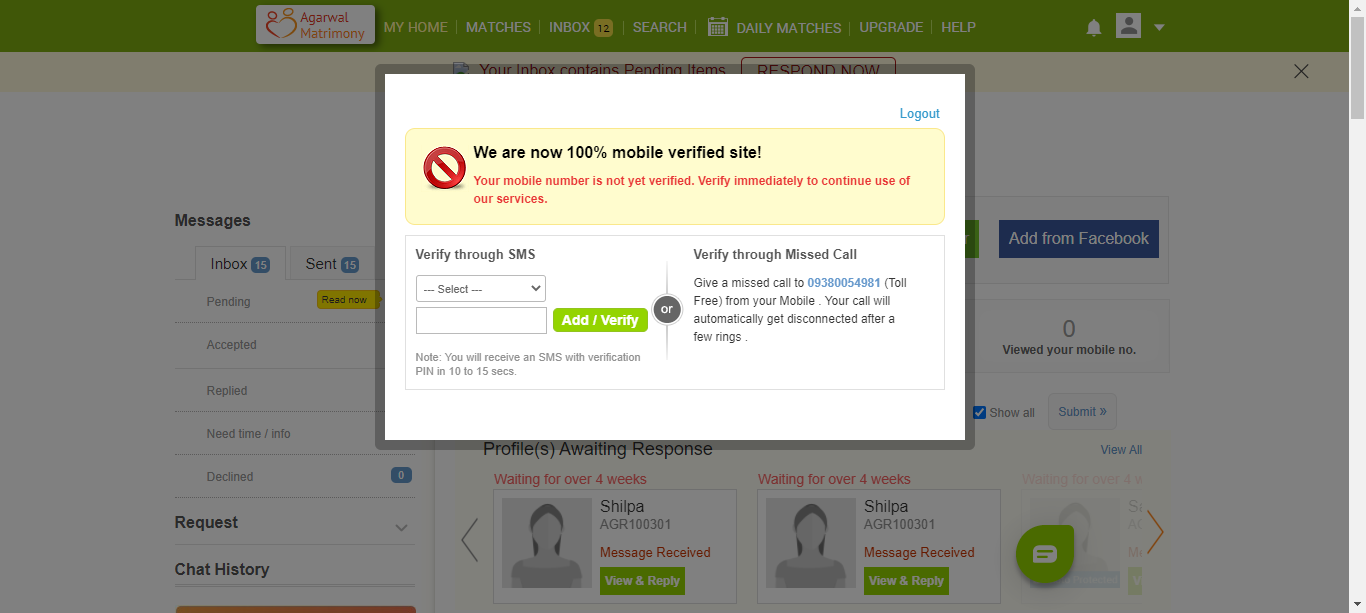 Agarwal
Matrimony
MY HOME
MATCHES
INBOX 12
SEARCH
DAILY MATCHES
UPGRADE
HELP
Your Inbox contains Pending Items
RESPOND NOW
Logout
We are now 100% mobile verified site!
Your mobile number is not yet verified. Verify immediately to continue use of
our services.
Verify through SMS
--- Select ---
Add / Verify
Note: You will receive an SMS with verification
PIN in 10 to 15 secs.
or
Verify through Missed Call
Give a missed call to 09380054981 (Toll
Free) from your Mobile . Your call will
automatically get disconnected after a
few rings .
Messages
Inbox 15
Sent 15
Pending
Read now
Accepted
Replied
Need time / info
Declined
0
Request
Chat History
Add from Facebook
0
Viewed your mobile no.
Show all
Submit »
Profile(s) Awaiting Response
View All
Waiting for over 4 weeks
Shilpa
AGR100301
Message Received
View & Reply
Waiting for over 4 weeks
Shilpa
AGR100301
Message Received
View & Reply
Waiting for over 4